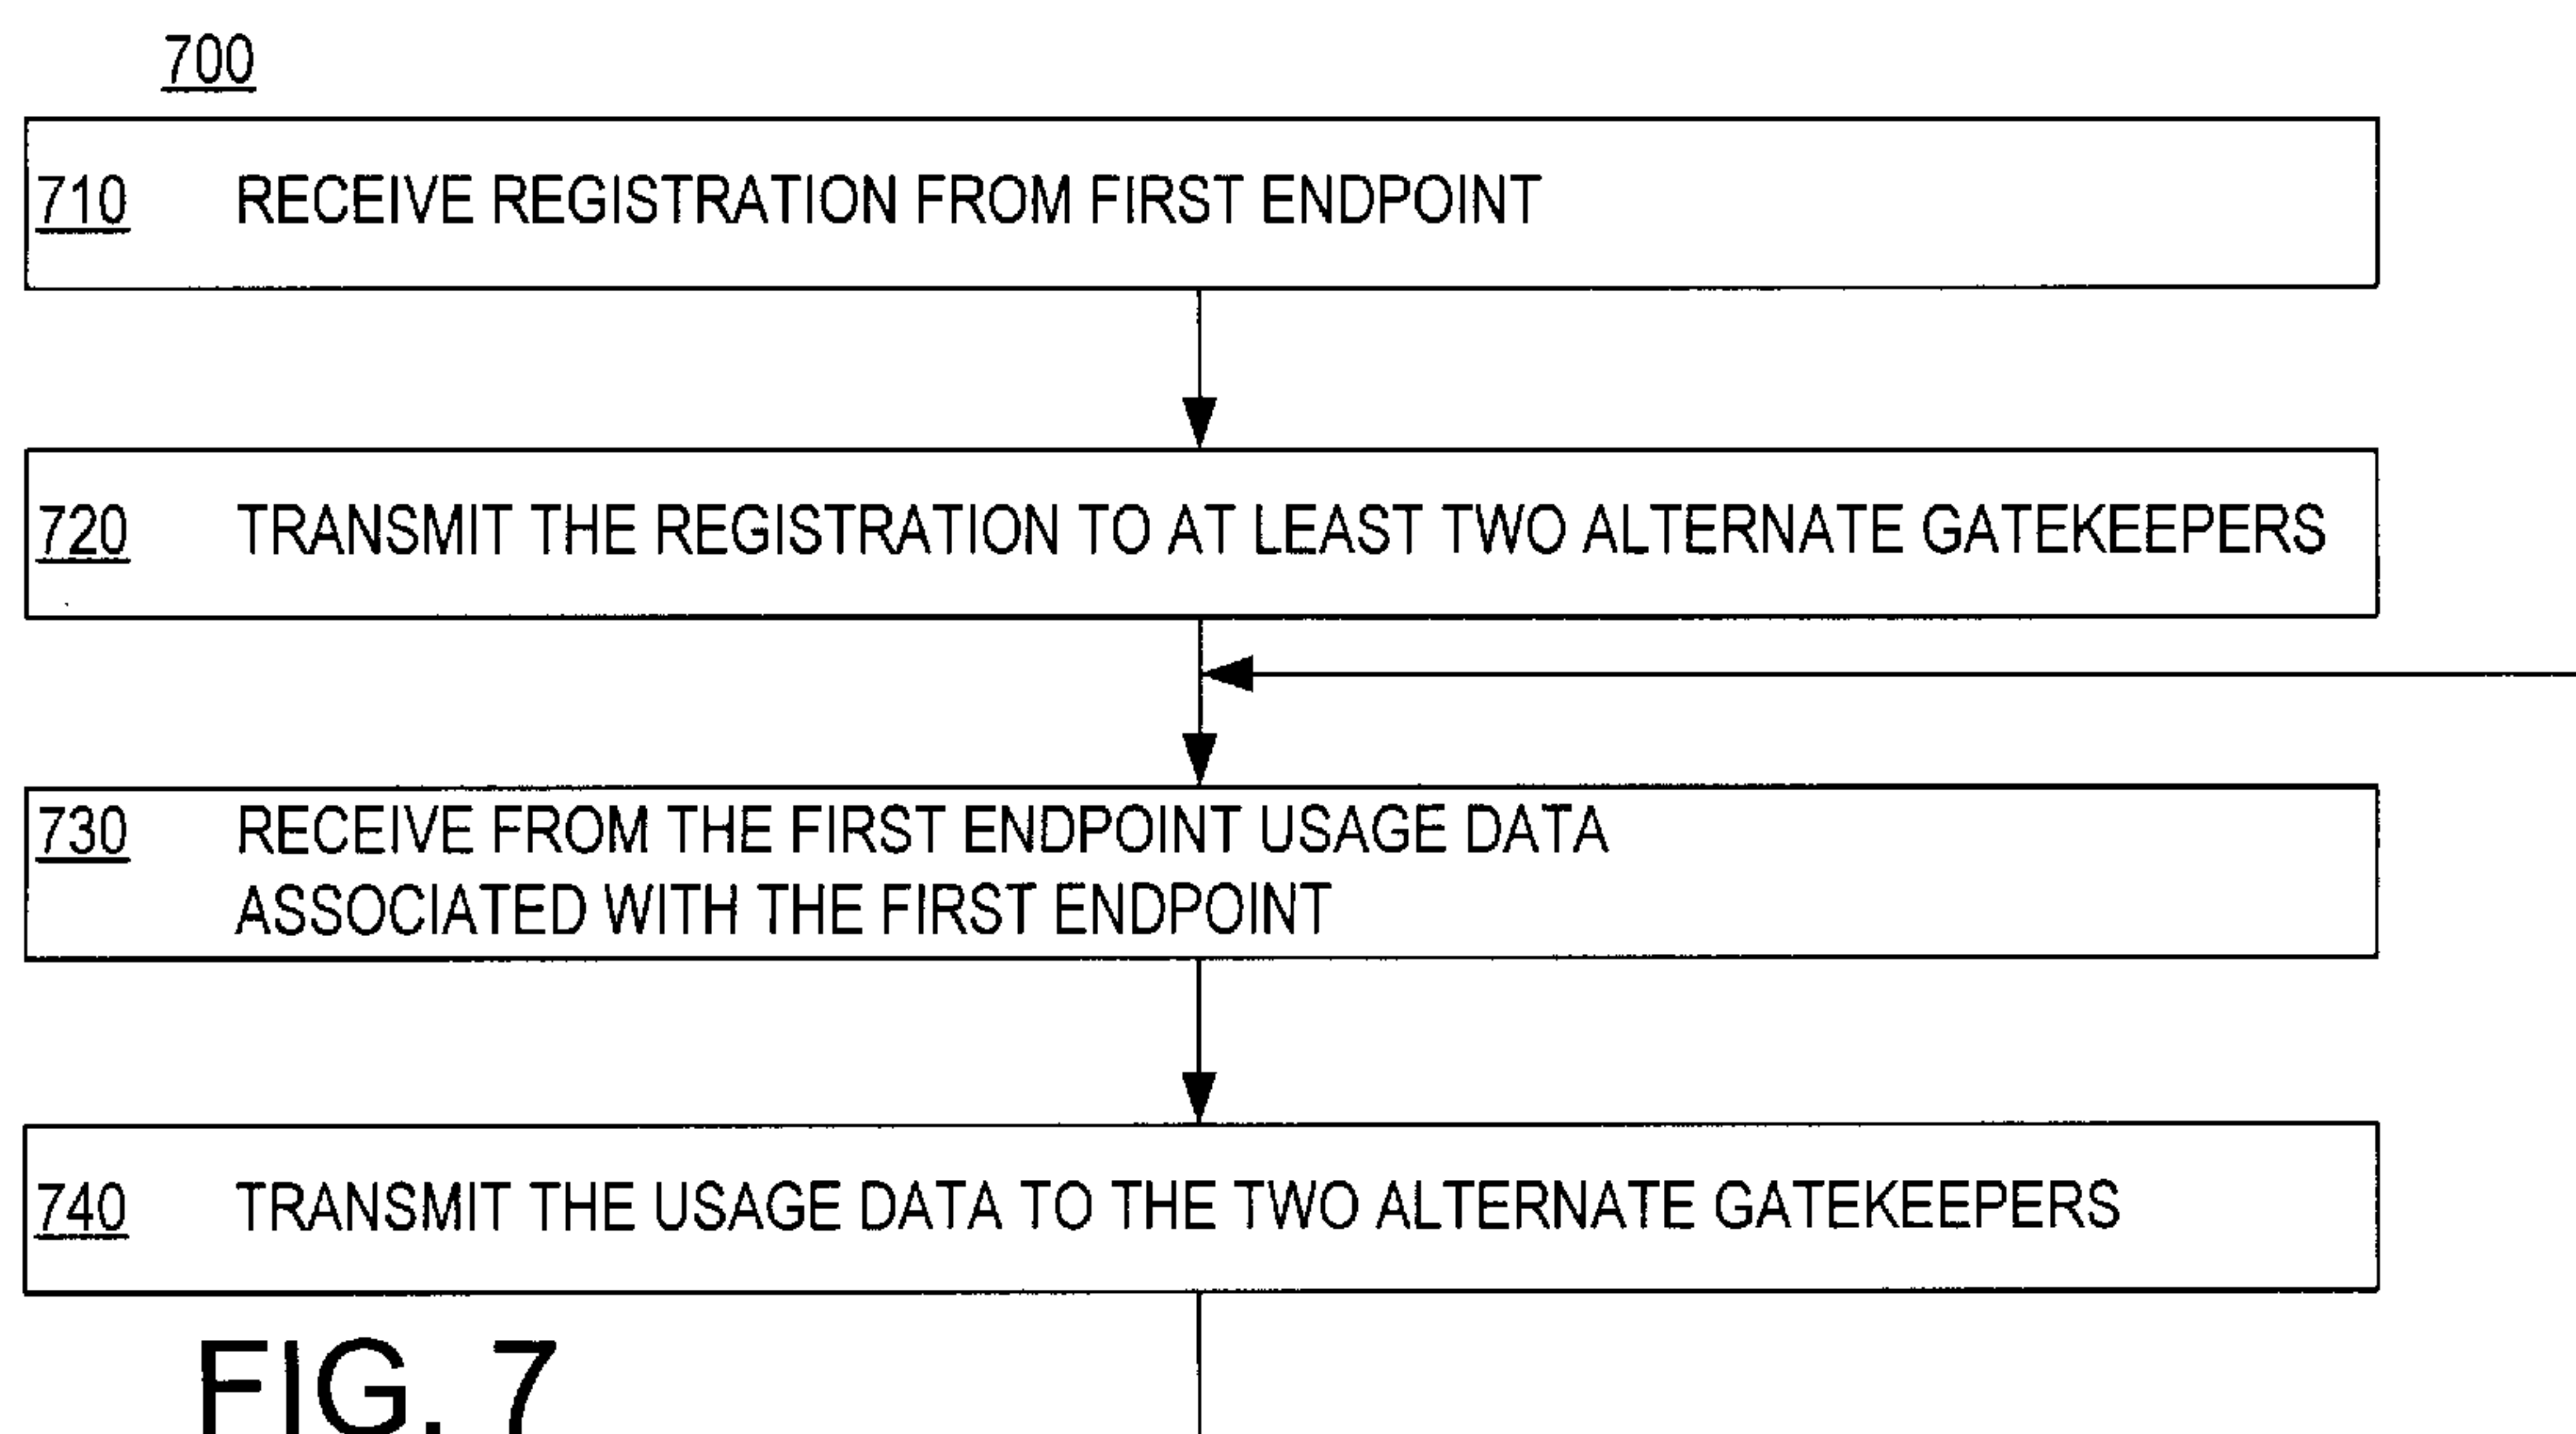 700
710 RECEIVE REGISTRATION FROM FIRST ENDPOINT
720 TRANSMIT THE REGISTRATION TO AT LEAST TWO ALTERNATE GATEKEEPERS
730 RECEIVE FROM THE FIRST ENDPOINT USAGE DATA
ASSOCIATED WITH THE FIRST ENDPOINT
740 TRANSMIT THE USAGE DATA TO THE TWO ALTERNATE GATEKEEPERS
FIG. 7